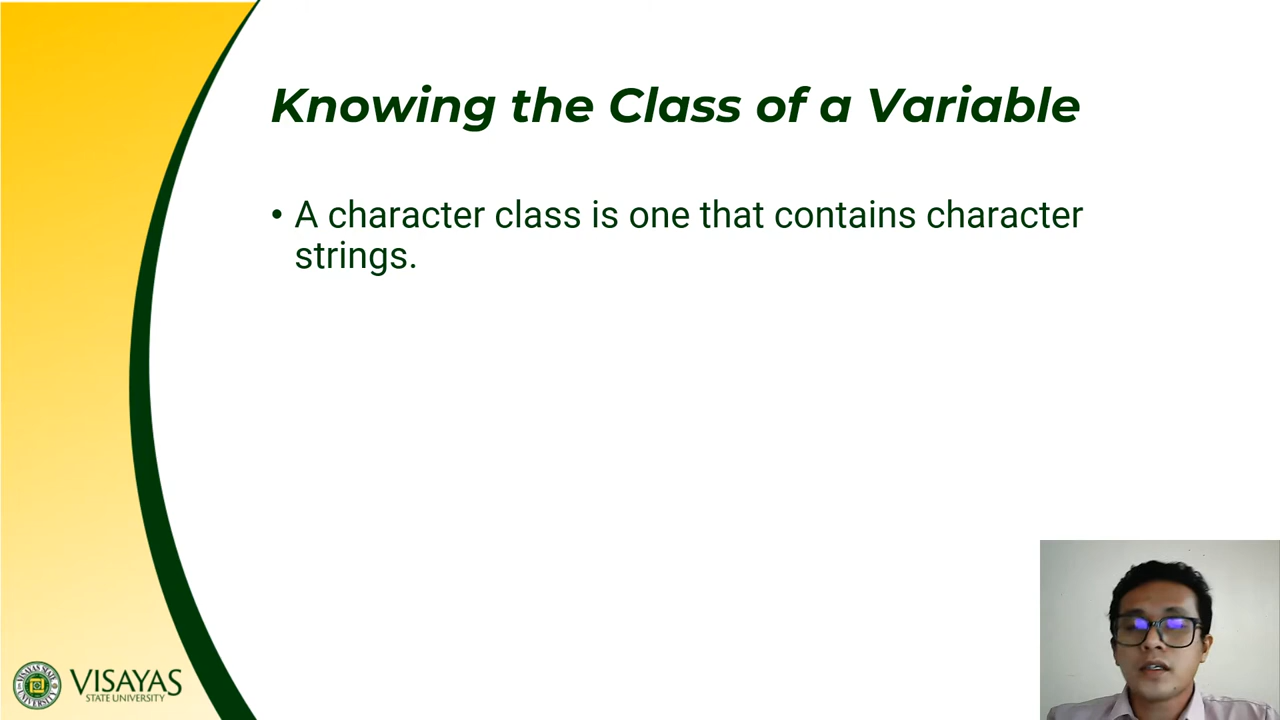 Knowing the Class of a Variable
• A character class is one that contains character
strings.
VISAYAS
STATE UNIVERSITY